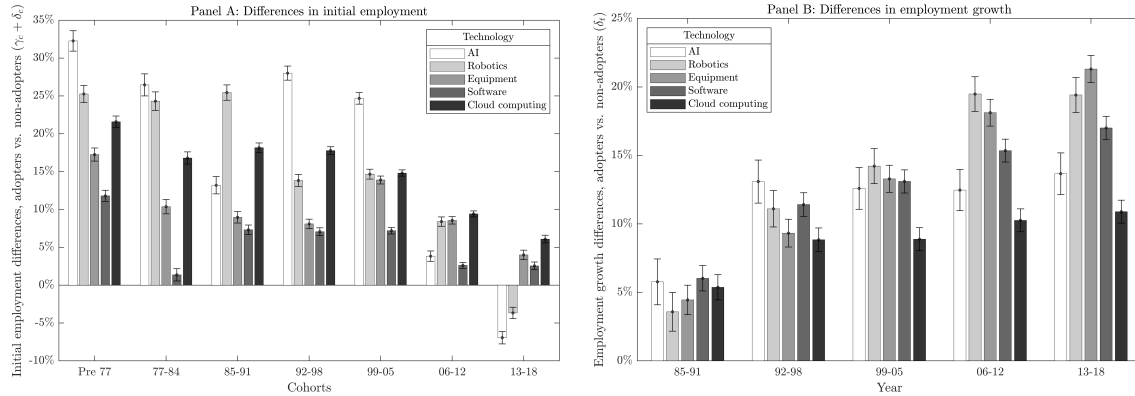 Panel A: Differences in initial employment
Initial employment differences, adopters vs. non-adopters (γc + δc)
35%
30%
25%
20%
15%
10%
5%
0%
-5%
-10%
Technology
AI
Robotics
Equipment
Software
Cloud computing
Pre 77 77-84 85-91 92-98 99-05 06-12 13-18
Cohorts
Panel B: Differences in employment growth (δt)
Employment growth differences, adopters vs. non-adopters (δt)
25%
20%
15%
10%
5%
0%
Technology
AI
Robotics
Equipment
Software
Cloud computing
85-91 92-98 99-05 06-12 13-18
Year